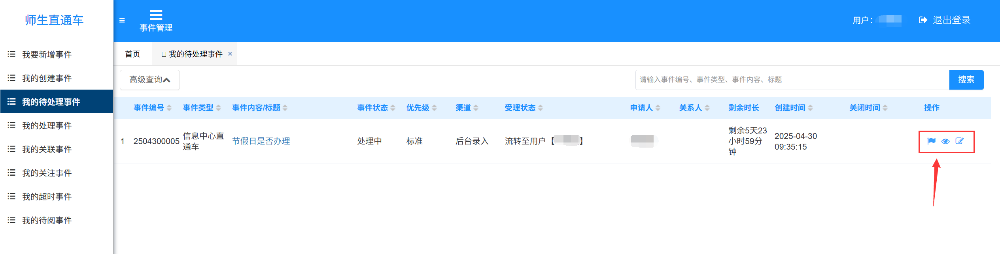 师生直通车
事件管理
用户：
退出登录
我要新增事件
我的创建事件
我的待处理事件
我的处理事件
我的关联事件
我的关注事件
我的超时事件
我的待阅事件
首页
我的待处理事件 ×
高级查询
请输入事件编号、事件类型、事件内容、标题
搜索
事件编号 事件类型 事件内容/标题 事件状态 优先级 渠道 受理状态 申请人 关系人 剩余时长 创建时间 关闭时间 操作
1 2504300005 信息中心直通车 节假日是否办理 处理中 标准 后台录入 流转至用户【】 剩余5天23小时59分钟 2025-04-30 09:35:15